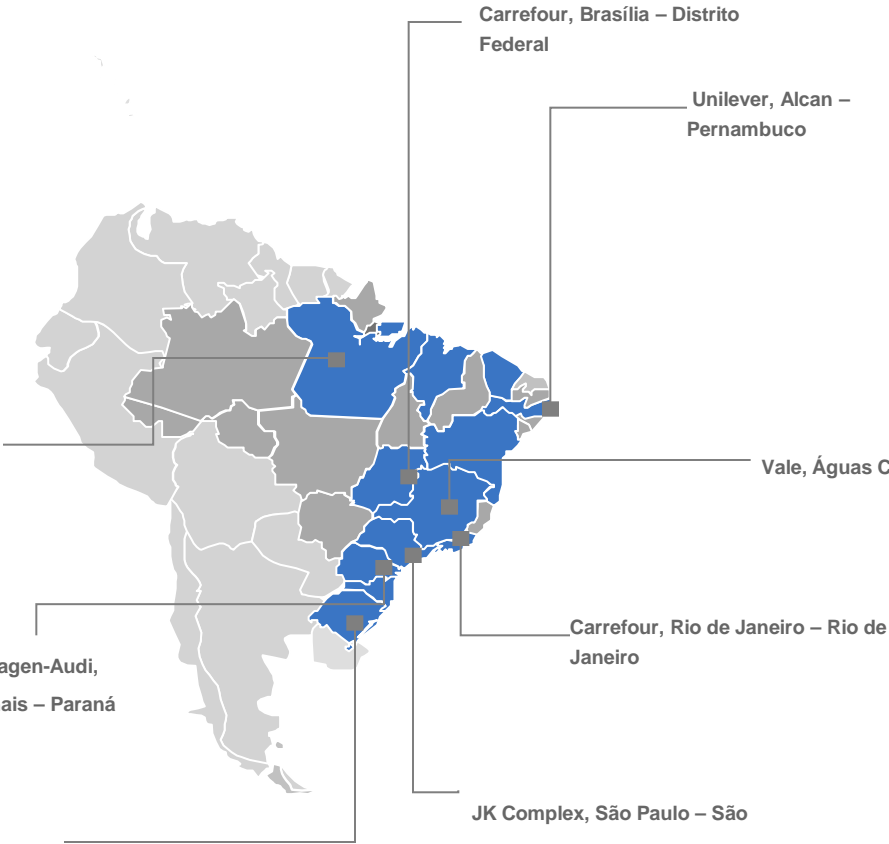 Carrefour, Brasília – Distrito
Federal
Unilever, Alcan –
Pernambuco
Vale, Águas C
Carrefour, Rio de Janeiro – Rio de
Janeiro
agen-Audi,
ais – Paraná
JK Complex, São Paulo – São